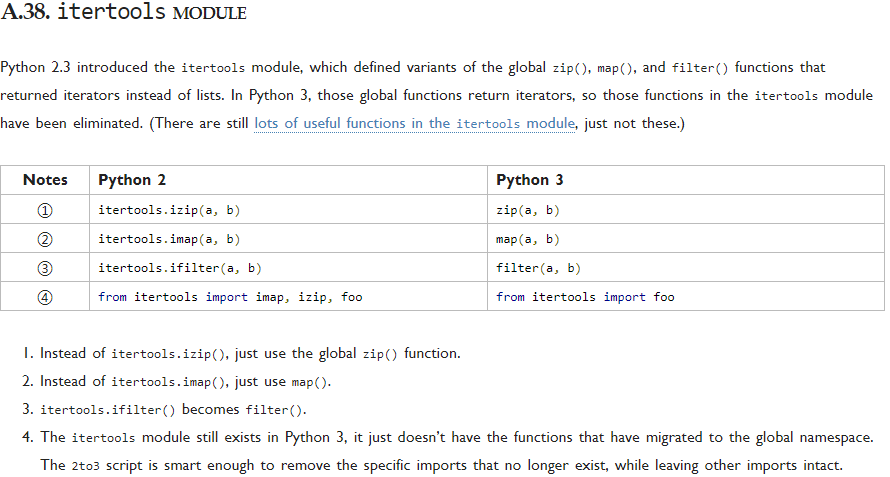 A.38. itertools MODULE
Python 2.3 introduced the itertools module, which defined variants of the global zip(), map(), and filter() functions that
returned iterators instead of lists. In Python 3, those global functions return iterators, so those functions in the itertools module
have been eliminated. (There are still lots of useful functions in the itertools module, just not these.)
Notes Python 2 Python 3
① itertools.izip(a, b) zip(a, b)
② itertools.imap(a, b) map(a, b)
③ itertools.ifilter(a, b) filter(a, b)
④ from itertools import imap, izip, foo from itertools import foo
1. Instead of itertools.izip(), just use the global zip() function.
2. Instead of itertools.imap(), just use map().
3. itertools.ifilter() becomes filter().
4. The itertools module still exists in Python 3, it just doesn’t have the functions that have migrated to the global namespace.
The 2to3 script is smart enough to remove the specific imports that no longer exist, while leaving other imports intact.